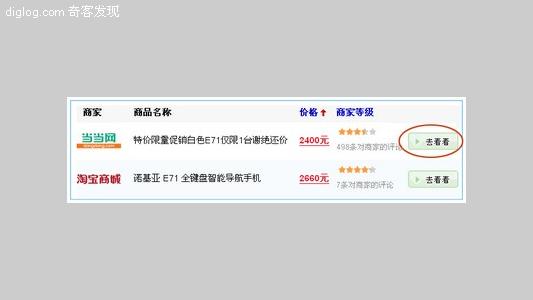 diglog.com 奇客发现
商家 商品名称 价格 商家等级
当当网 特价限量促销白色E71仅限1台谢绝还价 2400元 498条对商家的评论 去看看
dangdang.com
淘宝商城 诺基亚 E71 全键盘智能导航手机 2660元 7条对商家的评论 去看看